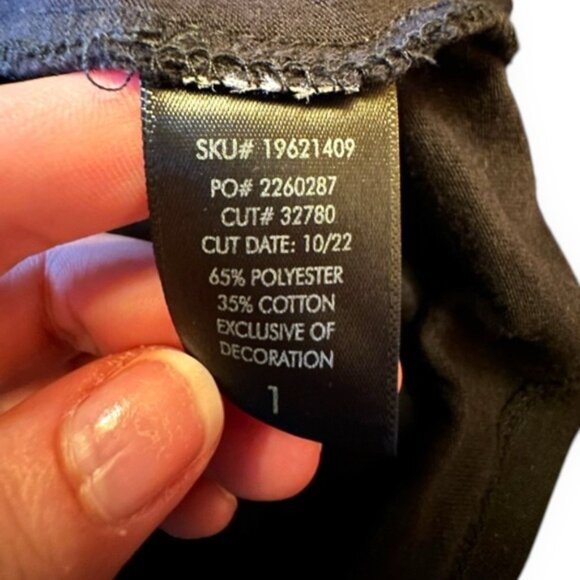 SKU# 19621409
PO# 2260287
CUT# 32780
CUT DATE: 10/22
65% POLYESTER
35% COTTON
EXCLUSIVE OF
DECORATION
1